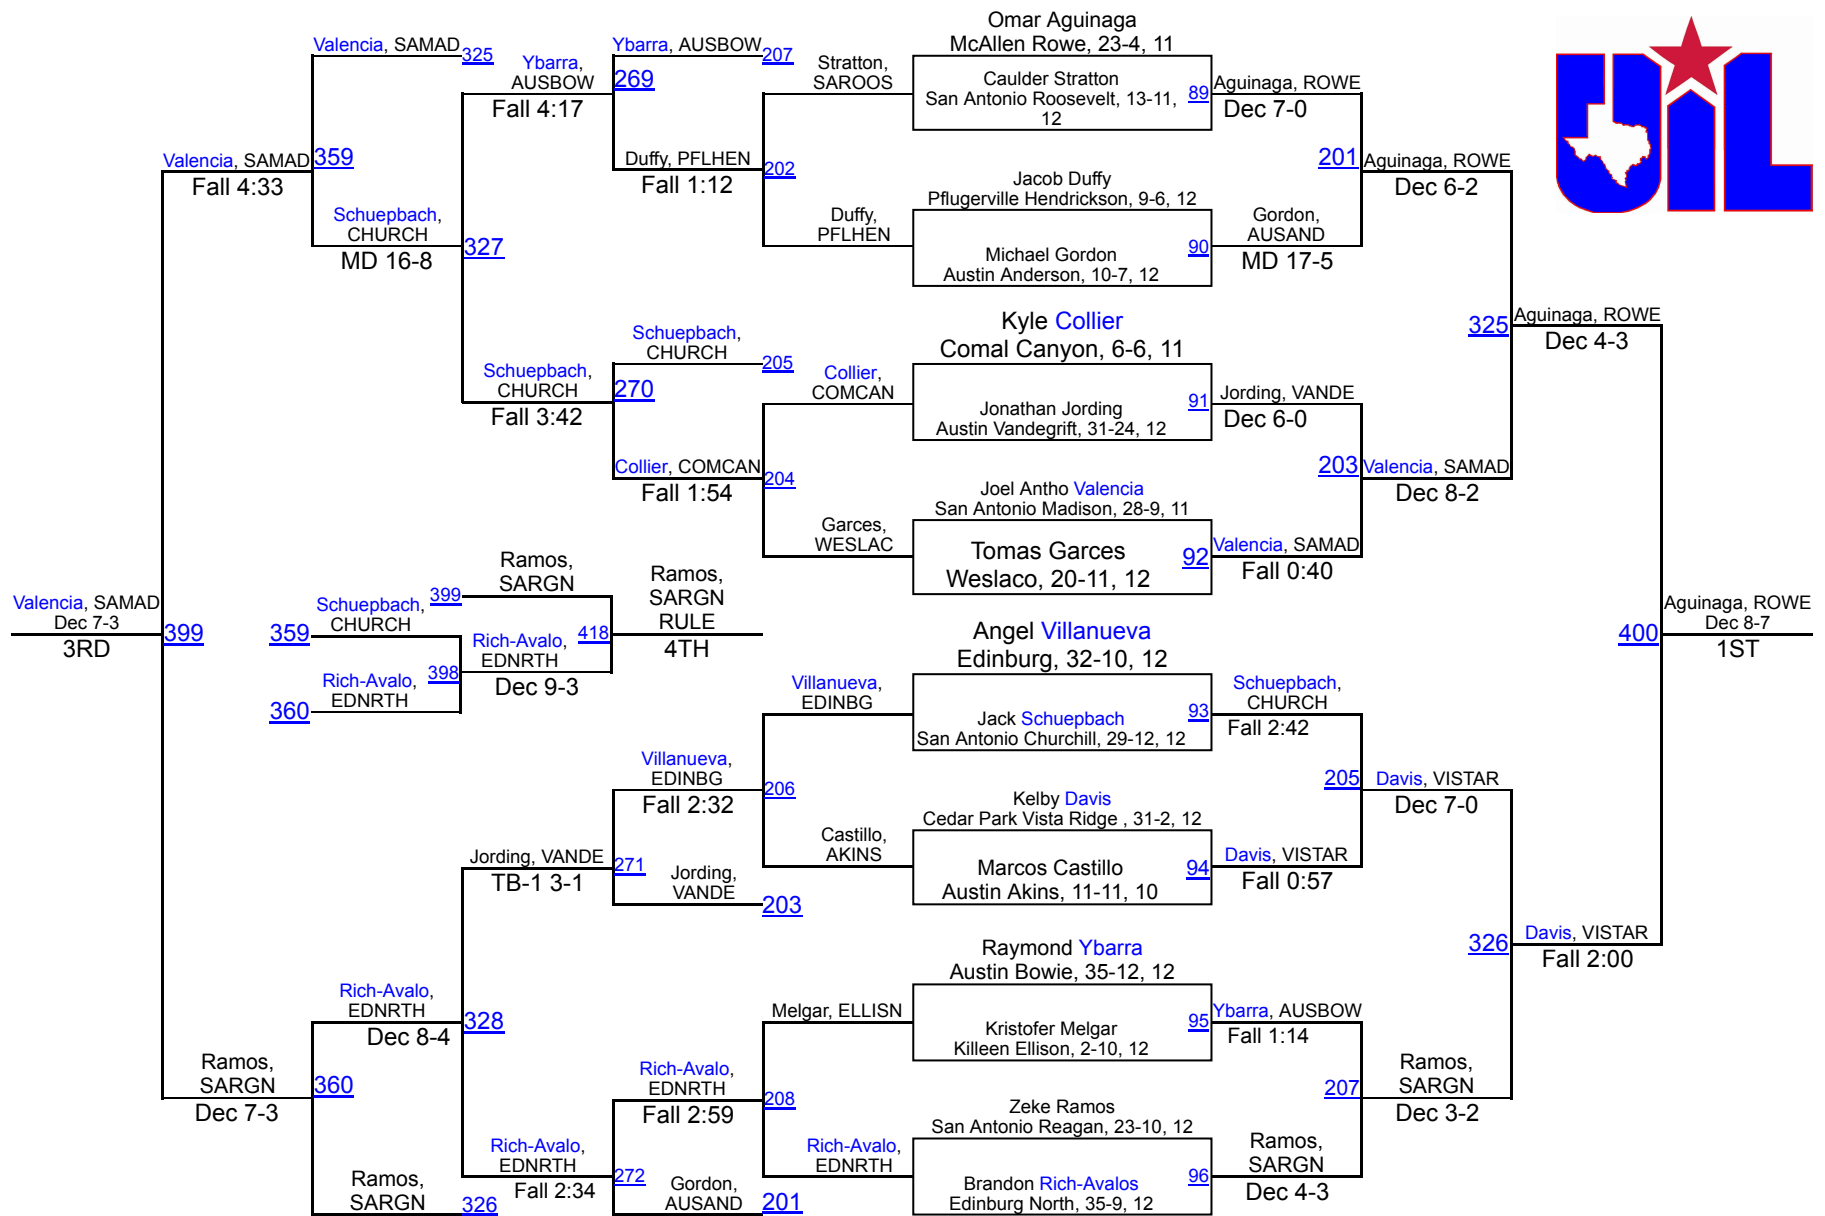 Valencia, SAMAD
325
Ybarra,
AUSBOW
Fall 4:17
Ybarra, AUSBOW
207
269
Stratton,
SAROOS
Omar Aguinaga
McAllen Rowe, 23-4, 11
Caulder Stratton
San Antonio Roosevelt, 13-11,
12
89
Aguinaga, ROWE
Dec 7-0
UIL
Valencia, SAMAD
Fall 4:33
359
Schuepbach,
CHURCH
MD 16-8
327
Duffy, PFLHEN
Fall 1:12
202
Duffy,
PFLHEN
Jacob Duffy
Pflugerville Hendrickson, 9-6, 12
Michael Gordon
Austin Anderson, 10-7, 12
90
Gordon,
AUSAND
MD 17-5
201
Aguinaga, ROWE
Dec 6-2
Schuepbach,
CHURCH
Fall 3:42
Schuepbach,
CHURCH
205
270
Collier,
COMCAN
Kyle Collier
Comal Canyon, 6-6, 11
Jonathan Jording
Austin Vandegrift, 31-24, 12
91
Jording, VANDE
Dec 6-0
325
Aguinaga, ROWE
Dec 4-3
Collier, COMCAN
Fall 1:54
204
Garces,
WESLAC
Joel Antho Valencia
San Antonio Madison, 28-9, 11
Tomas Garces
Weslaco, 20-11, 12
92
Valencia, SAMAD
Fall 0:40
203
Valencia, SAMAD
Dec 8-2
Valencia, SAMAD
Dec 7-3
3RD
399
359
Schuepbach,
CHURCH
360
Rich-Avalo,
EDNRTH
399
398
Ramos,
SARGN
Rich-Avalo,
EDNRTH
Dec 9-3
418
Ramos,
SARGN
RULE
4TH
Angel Villanueva
Edinburg, 32-10, 12
Jack Schuepbach
San Antonio Churchill, 29-12, 12
93
Schuepbach,
CHURCH
Fall 2:42
400
Aguinaga, ROWE
Dec 8-7
1ST
Villanueva,
EDINBG
Villanueva,
EDINBG
Fall 2:32
206
Castillo,
AKINS
Kelby Davis
Cedar Park Vista Ridge , 31-2, 12
Marcos Castillo
Austin Akins, 11-11, 10
94
Davis, VISTAR
Fall 0:57
205
Davis, VISTAR
Dec 7-0
Jording, VANDE
TB-1 3-1
271
Jording,
VANDE
203
326
Davis, VISTAR
Fall 2:00
Rich-Avalo,
EDNRTH
Dec 8-4
328
Melgar, ELLISN
Raymond Ybarra
Austin Bowie, 35-12, 12
Kristofer Melgar
Killeen Ellison, 2-10, 12
95
Ybarra, AUSBOW
Fall 1:14
Ramos,
SARGN
Dec 7-3
360
Rich-Avalo,
EDNRTH
Fall 2:59
208
Rich-Avalo,
EDNRTH
Zeke Ramos
San Antonio Reagan, 23-10, 12
Brandon Rich-Avalos
Edinburg North, 35-9, 12
96
Ramos,
SARGN
Dec 4-3
207
Ramos,
SARGN
Dec 3-2
Ramos,
SARGN
326
Rich-Avalo,
EDNRTH
Fall 2:34
272
Gordon,
AUSAND
201